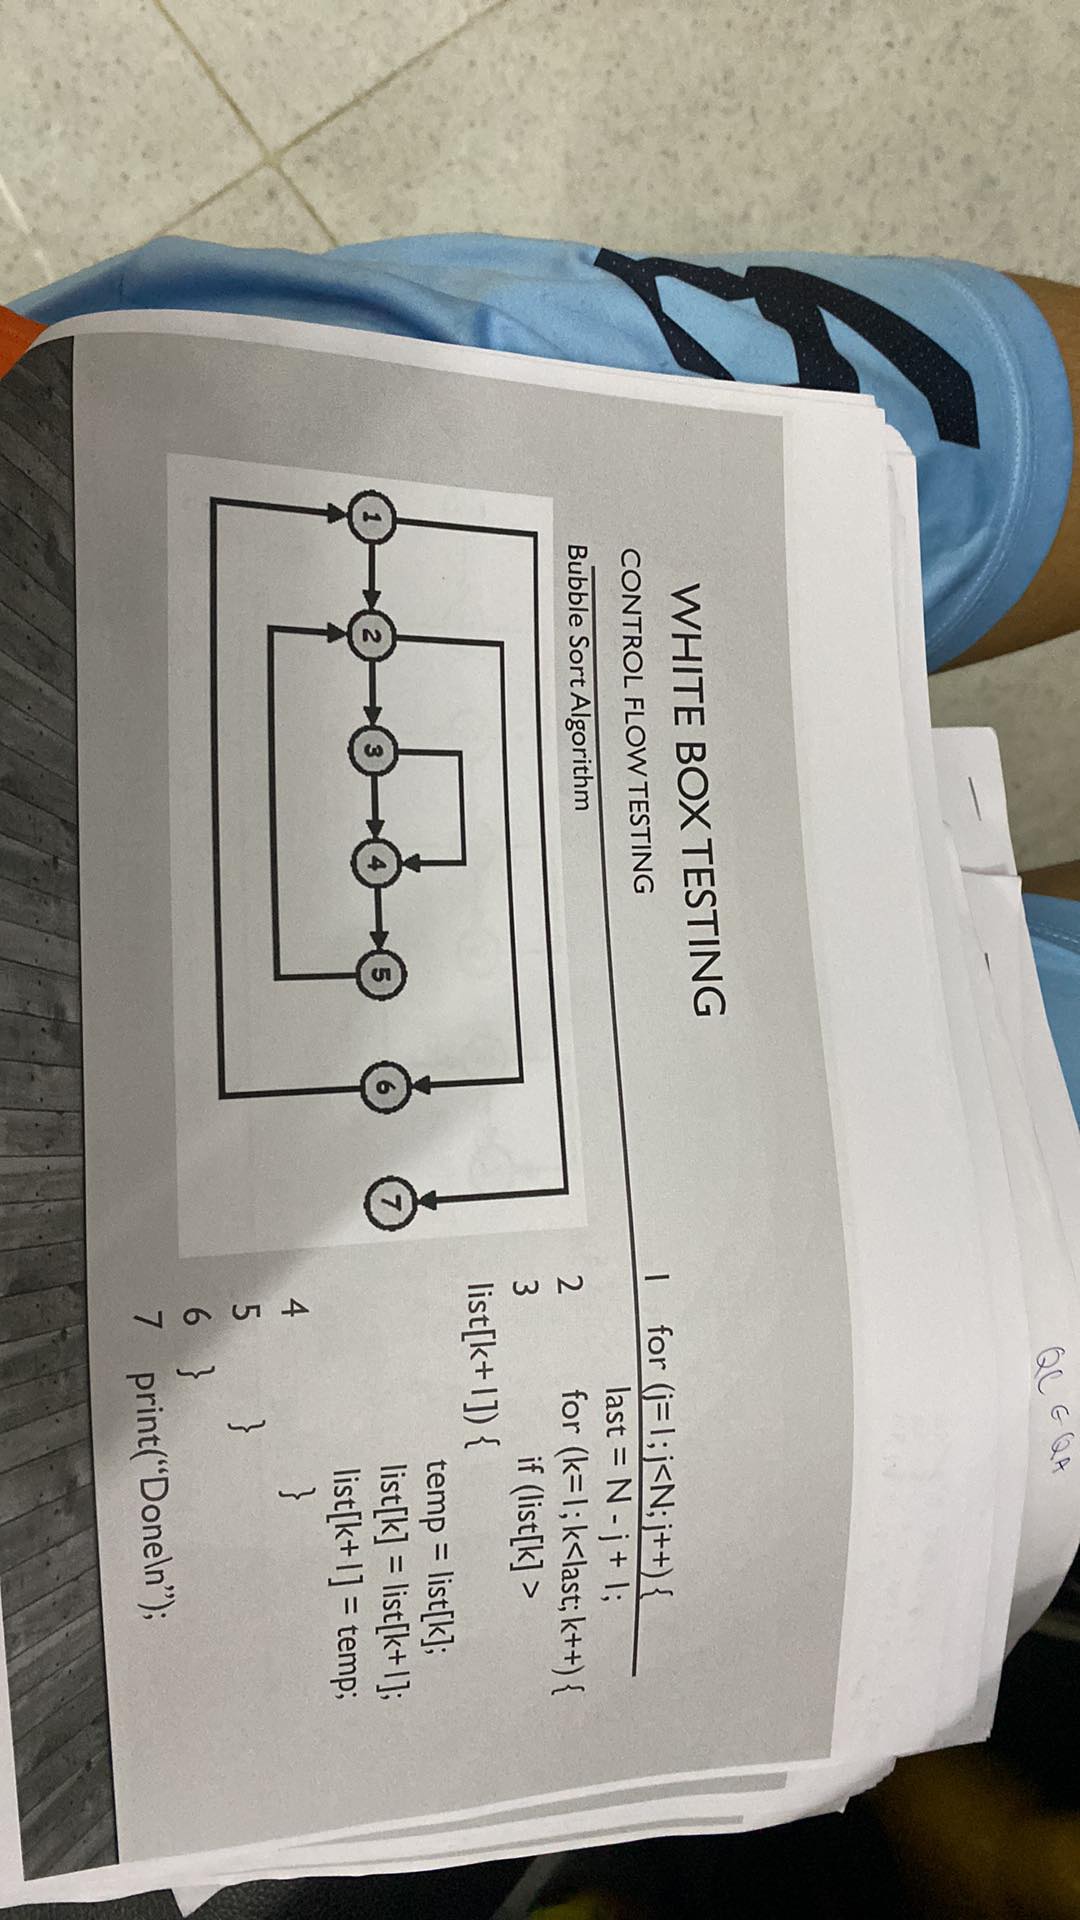 QC E QA
WHITE BOX TESTING
CONTROL FLOW TESTING
Bubble Sort Algorithm
1 2 3 4 5 6 7
1 for (j=1; j<N; j++) {
last = N - j + 1;
2 for (k=1; k<last; k++) {
3 if (list[k] >
list[k+1]) {
temp = list[k];
list[k] = list[k+1];
list[k+1] = temp;
4 }
5 }
6 }
7 print("Done\n");